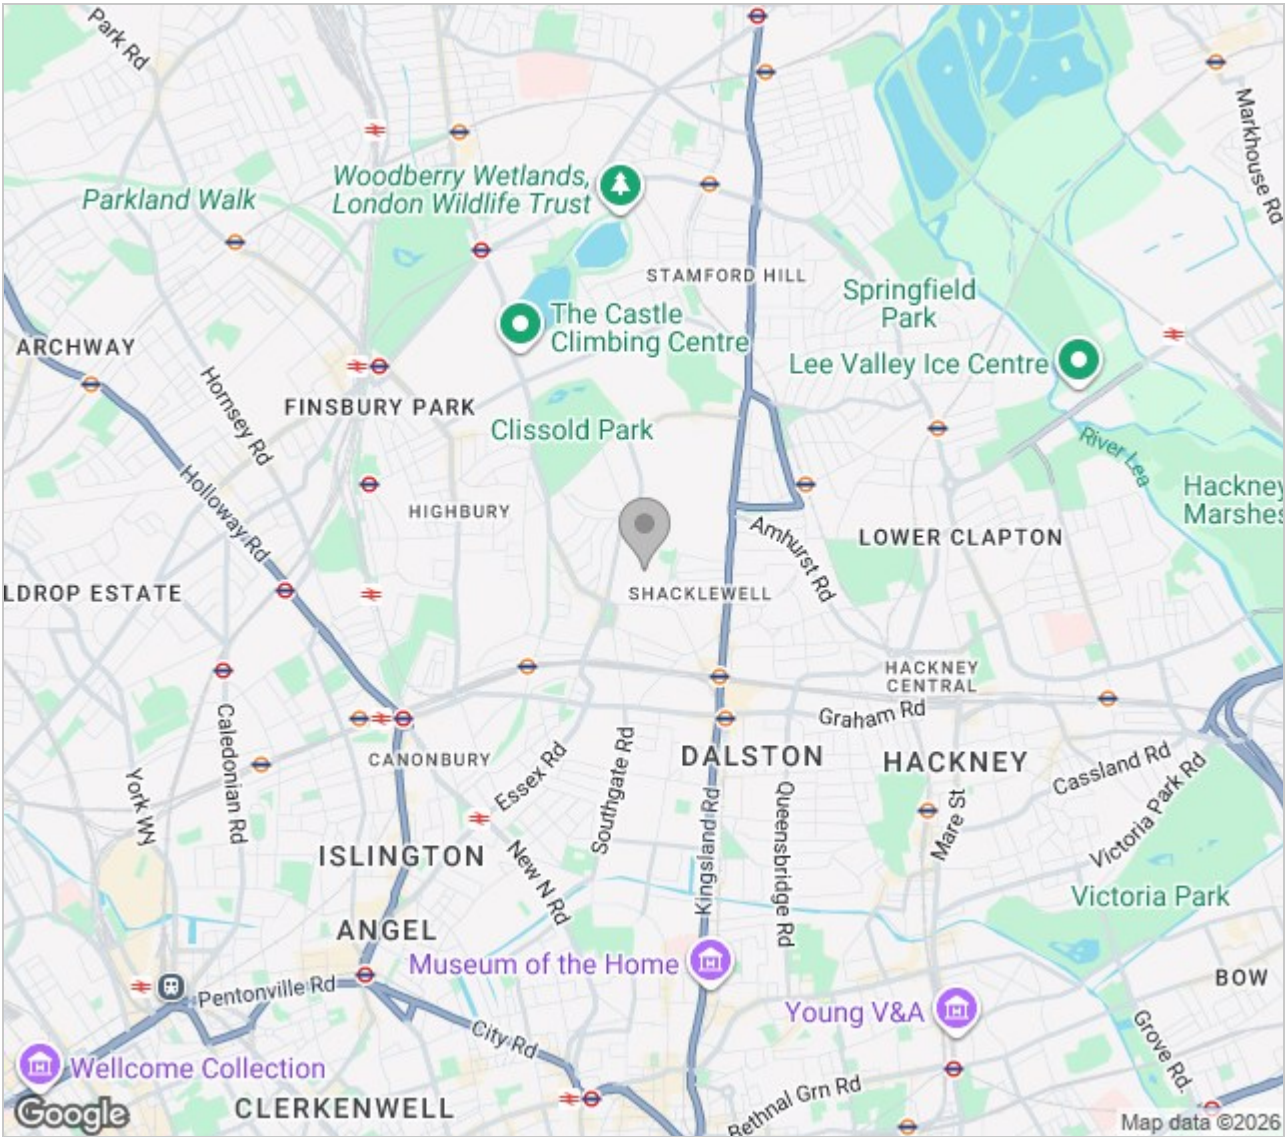 Park Rd
Markhouse Rd
Woodberry Wetlands,
London Wildlife Trust
Parkland Walk
STAMFORD HILL
Springfield
Park
The Castle
Climbing Centre
ARCHWAY
Lee Valley Ice Centre
Hornsey Rd
FINSBURY PARK
Clissold Park
River Lea
Hackney
Marshes
Holloway Rd
HIGHBURY
Amhurst Rd
LOWER CLAPTON
LDROP ESTATE
SHACKLEWELL
HACKNEY
CENTRAL
Caledonian Rd
Graham Rd
CANONBURY
DALSTON
HACKNEY
Cassland Rd
York Wy
Essex Rd
Southgate Rd
Kingsland Rd
Queensbridge Rd
Mare St
Victoria Park Rd
ISLINGTON
New N Rd
Victoria Park
ANGEL
Museum of the Home
BOW
Pentonville Rd
Young V&A
City Rd
Grove Rd
Wellcome Collection
CLERKENWELL
Bethnal Grn Rd
Google
Map data ©2026